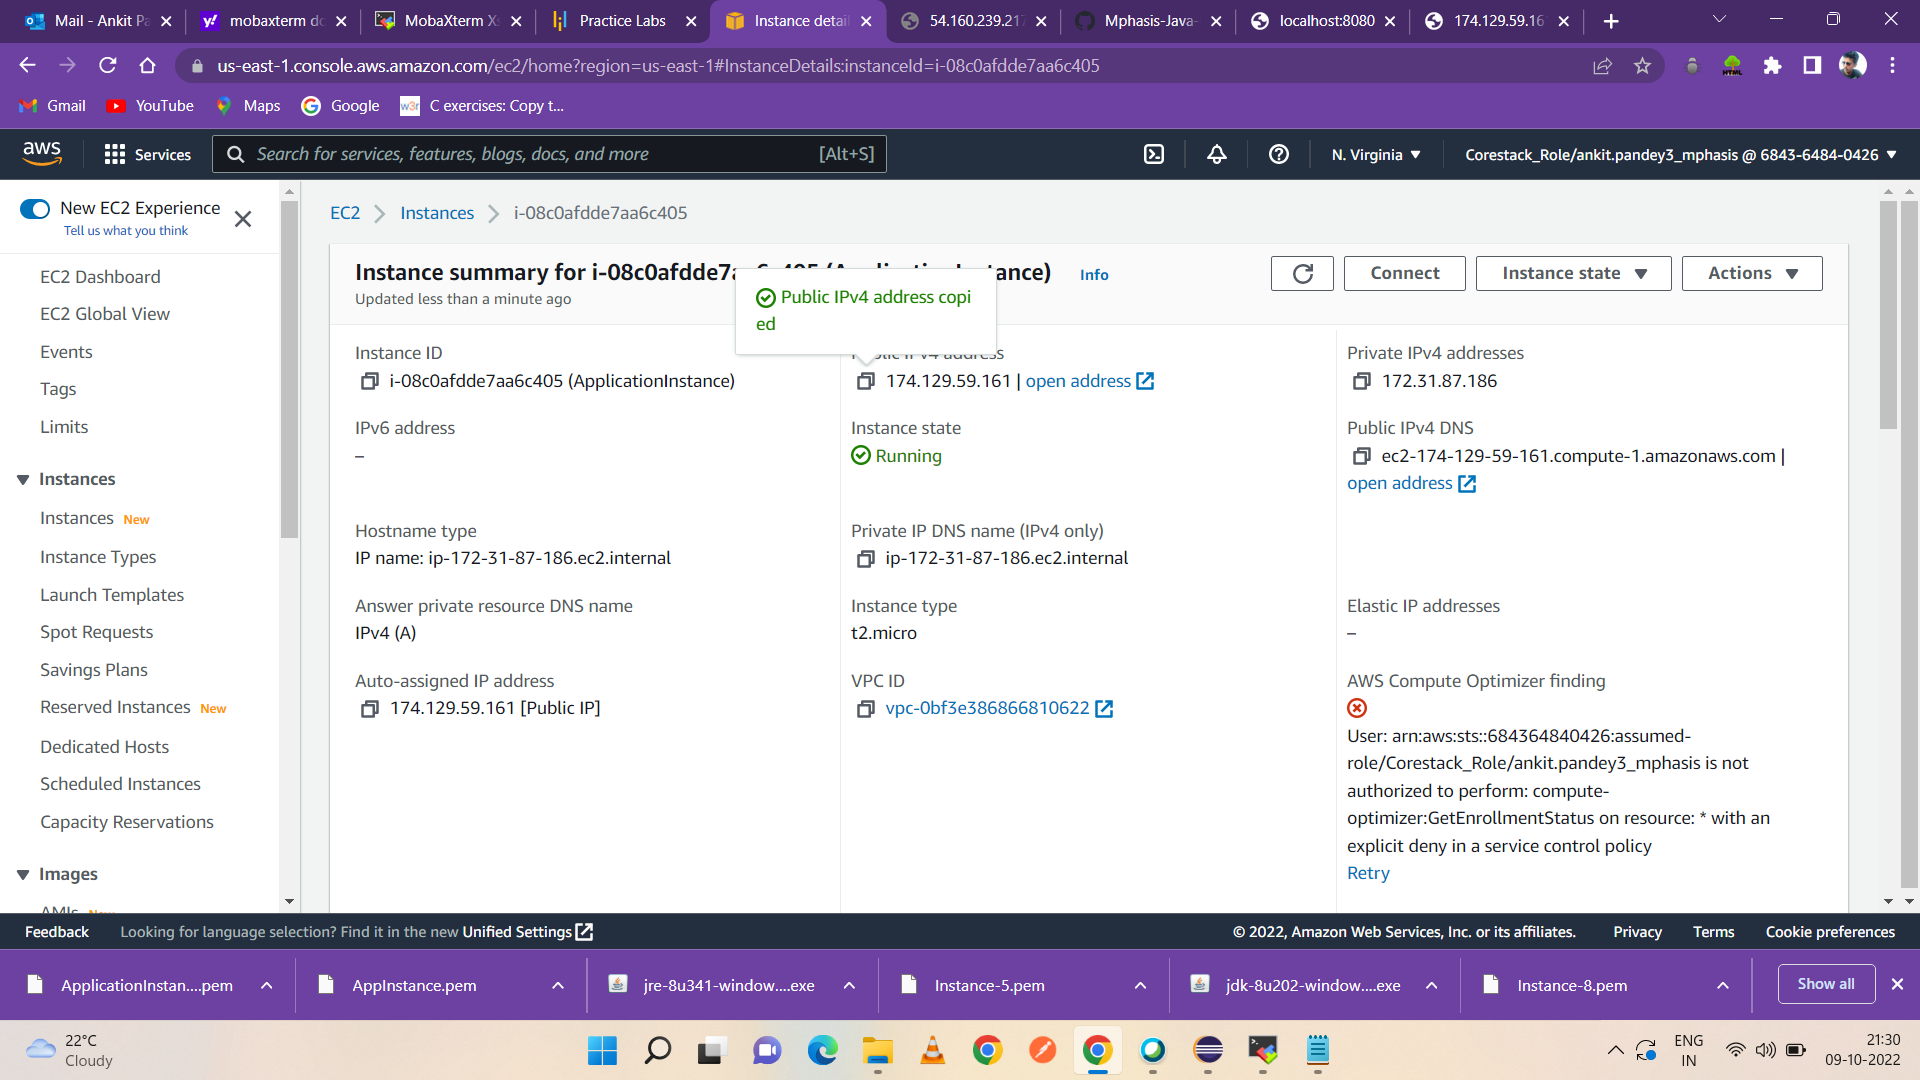 Mail - Ankit Pa
mobaxterm do
MobaXterm Xs
Practice Labs
Instance detail
54.160.239.217
Mphasis-Java-
localhost:8080
174.129.59.16
us-east-1.console.aws.amazon.com/ec2/home?region=us-east-1#InstanceDetails:instanceId=i-08c0afdde7aa6c405
Gmail
YouTube
Maps
Google
w3r
C exercises: Copy t...
aws
Services
Search for services, features, blogs, docs, and more
[Alt+S]
N. Virginia
Corestack_Role/ankit.pandey3_mphasis @ 6843-6484-0426
New EC2 Experience
Tell us what you think
EC2 Dashboard
EC2 Global View
Events
Tags
Limits
Instances
Instances New
Instance Types
Launch Templates
Spot Requests
Savings Plans
Reserved Instances New
Dedicated Hosts
Scheduled Instances
Capacity Reservations
Images
AMIs New
EC2
Instances
i-08c0afdde7aa6c405
Instance summary for i-08c0afdde7aa6c405 (ApplicationInstance)
Info
Updated less than a minute ago
Connect
Instance state
Actions
Public IPv4 address copi
ed
Instance ID
i-08c0afdde7aa6c405 (ApplicationInstance)
Public IPv4 address
174.129.59.161 | open address
Private IPv4 addresses
172.31.87.186
IPv6 address
–
Instance state
Running
Public IPv4 DNS
ec2-174-129-59-161.compute-1.amazonaws.com |
open address
Hostname type
IP name: ip-172-31-87-186.ec2.internal
Private IP DNS name (IPv4 only)
ip-172-31-87-186.ec2.internal
Answer private resource DNS name
IPv4 (A)
Instance type
t2.micro
Elastic IP addresses
–
Auto-assigned IP address
174.129.59.161 [Public IP]
VPC ID
vpc-0bf3e386866810622
AWS Compute Optimizer finding
User: arn:aws:sts::684364840426:assumed-
role/Corestack_Role/ankit.pandey3_mphasis is not
authorized to perform: compute-
optimizer:GetEnrollmentStatus on resource: * with an
explicit deny in a service control policy
Retry
Feedback
Looking for language selection? Find it in the new Unified Settings
© 2022, Amazon Web Services, Inc. or its affiliates.
Privacy
Terms
Cookie preferences
ApplicationInstan....pem
AppInstance.pem
jre-8u341-window....exe
Instance-5.pem
jdk-8u202-window....exe
Instance-8.pem
Show all
22°C
Cloudy
ENG
IN
21:30
09-10-2022